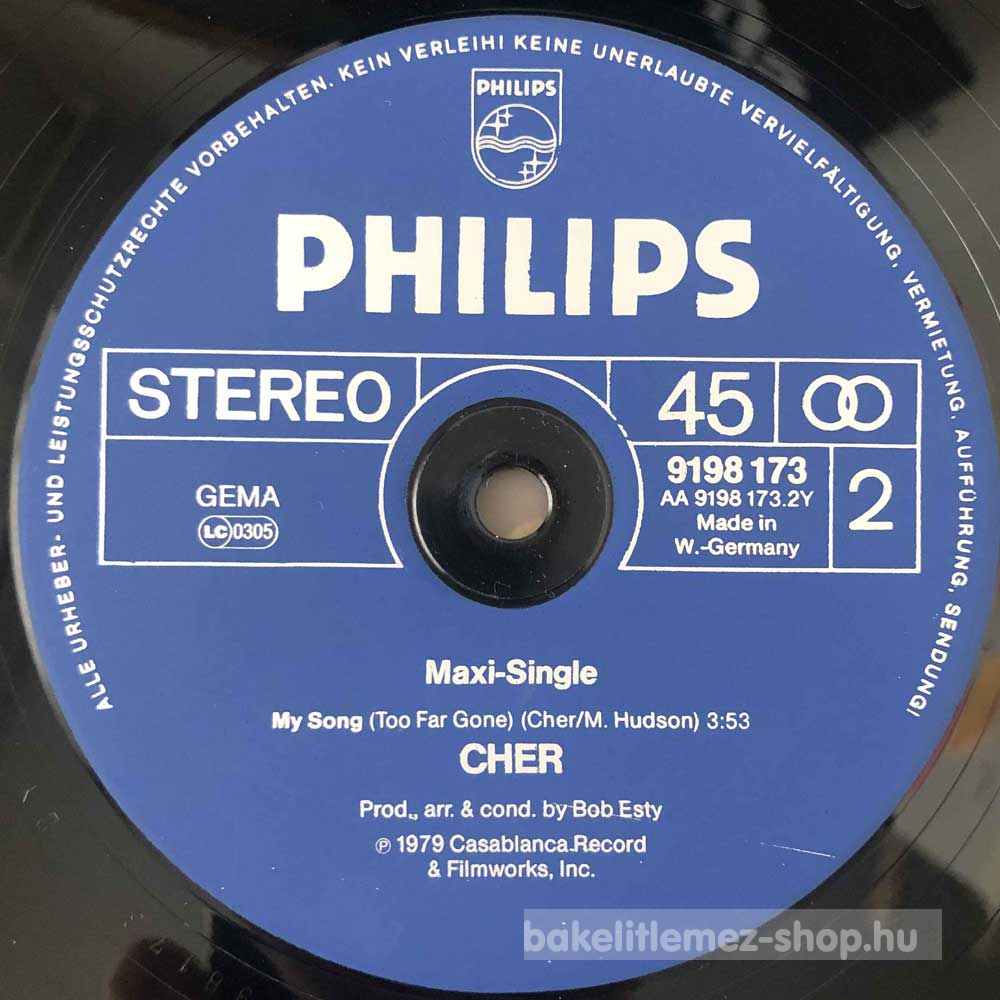 ALLE URHEBER- UND LEISTUNGSSCHUTZRECHTE VORBEHALTEN. KEIN VERLEIH! KEINE UNERLAUBTE VERVIELFÄLTIGUNG, VERMIETUNG, AUFFÜHRUNG, SENDUNG!
PHILIPS
PHILIPS
STEREO
45
GEMA
LC 0305
9198 173
AA 9198 173.2Y
Made in
W.-Germany
2
Maxi-Single
My Song (Too Far Gone) (Cher/M. Hudson) 3:53
CHER
Prod., arr. & cond. by Bob Esty
℗ 1979 Casablanca Record
& Filmworks, Inc.
bakelitlemez-shop.hu